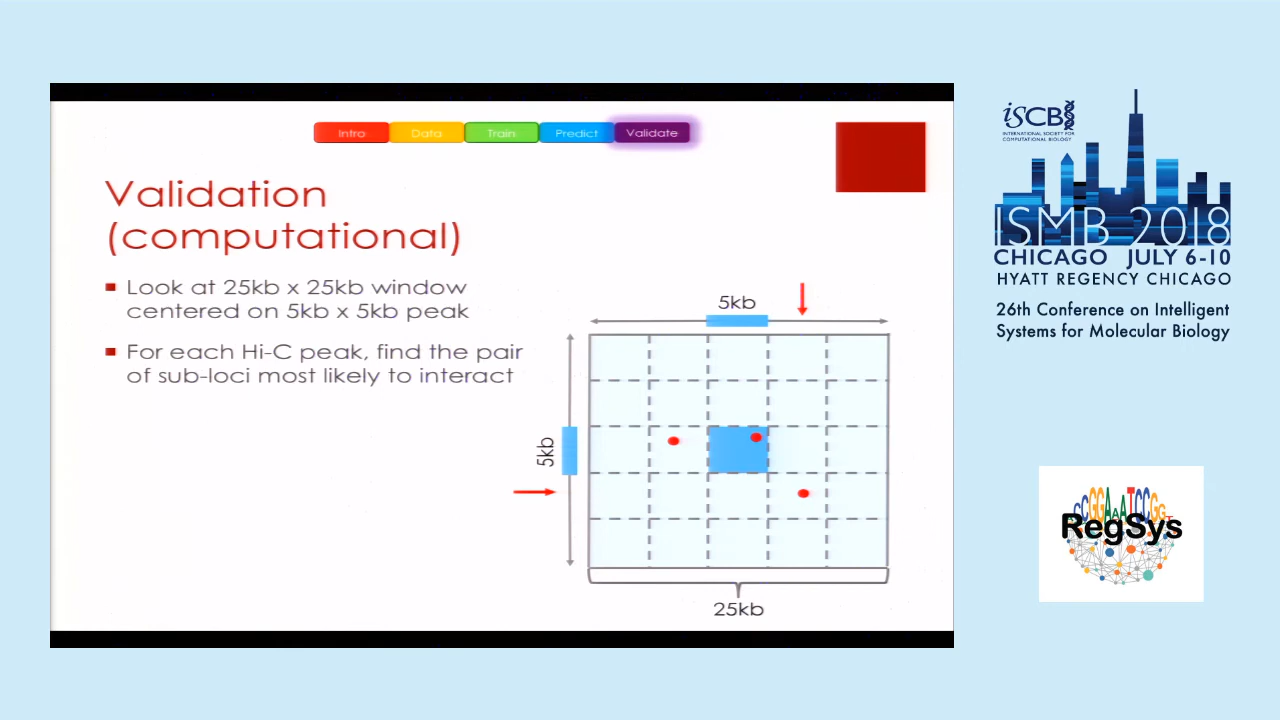 Intro
Data
Train
Predict
Validate
Validation
(computational)
Look at 25kb x 25kb window
centered on 5kb x 5kb peak
For each Hi-C peak, find the pair
of sub-loci most likely to interact
5kb
5kb
25kb
ISCB
INTERNATIONAL SOCIETY FOR
COMPUTATIONAL BIOLOGY
ISMB 2018
CHICAGO JULY 6-10
HYATT REGENCY CHICAGO
26th Conference on Intelligent
Systems for Molecular Biology
RegSys